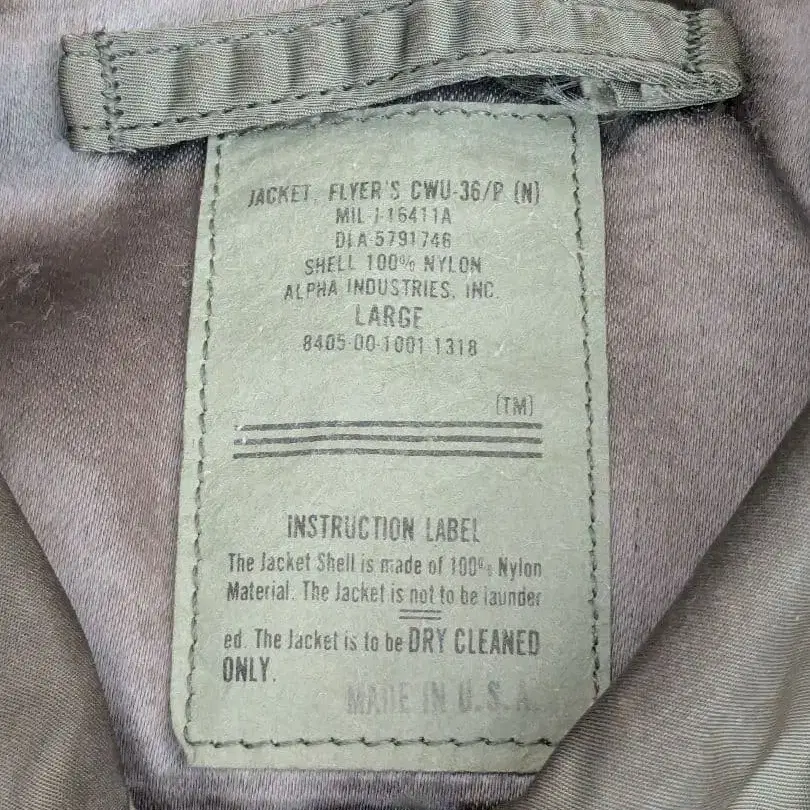 JACKET, FLYER'S CWU-36/P (N)
MIL-J-16411A
DLA-5791746
SHELL 100% NYLON
ALPHA INDUSTRIES, INC.
LARGE
8405-00-1001-1318
(TM)
INSTRUCTION LABEL
The Jacket Shell is made of 100% Nylon
Material. The Jacket is not to be launder
ed. The Jacket is to be DRY CLEANED
ONLY.
MADE IN U.S.A.